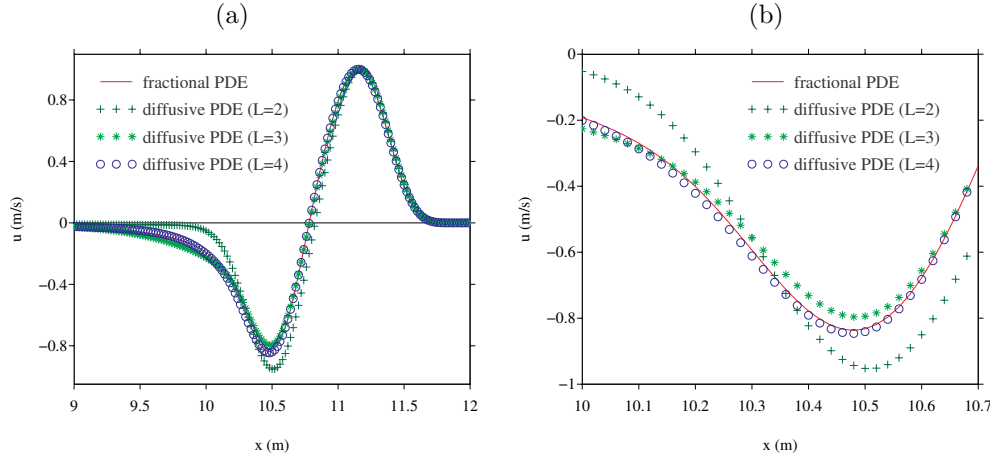 (a)
fractional PDE
diffusive PDE (L=2)
diffusive PDE (L=3)
diffusive PDE (L=4)
0.8
0.4
0
−0.4
−0.8
u (m/s)
9
9.5
10
10.5
11
11.5
12
x (m)
(b)
fractional PDE
diffusive PDE (L=2)
diffusive PDE (L=3)
diffusive PDE (L=4)
0
−0.2
−0.4
−0.6
−0.8
−1
u (m/s)
10
10.1
10.2
10.3
10.4
10.5
10.6
10.7
x (m)